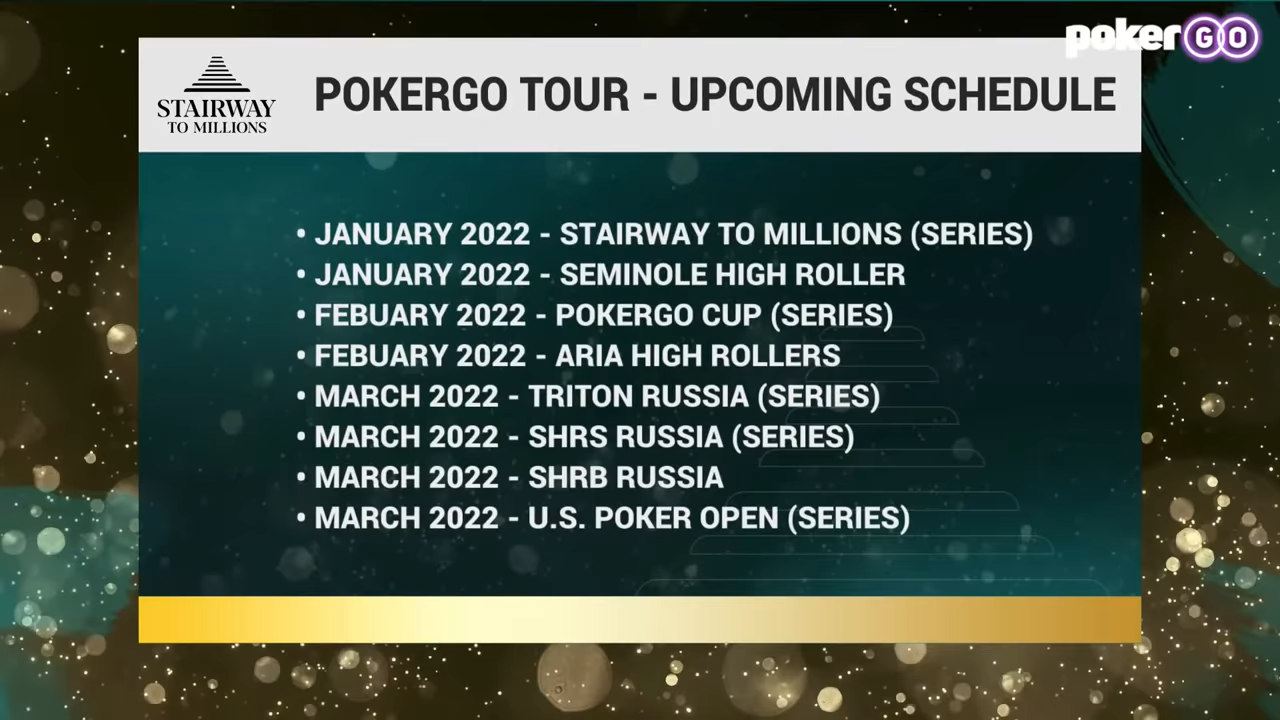 poker GO
STAIRWAY
TO MILLIONS
POKERGO TOUR - UPCOMING SCHEDULE
• JANUARY 2022 - STAIRWAY TO MILLIONS (SERIES)
• JANUARY 2022 - SEMINOLE HIGH ROLLER
• FEBUARY 2022 - POKERGO CUP (SERIES)
• FEBUARY 2022 - ARIA HIGH ROLLERS
• MARCH 2022 - TRITON RUSSIA (SERIES)
• MARCH 2022 - SHRS RUSSIA (SERIES)
• MARCH 2022 - SHRB RUSSIA
• MARCH 2022 - U.S. POKER OPEN (SERIES)